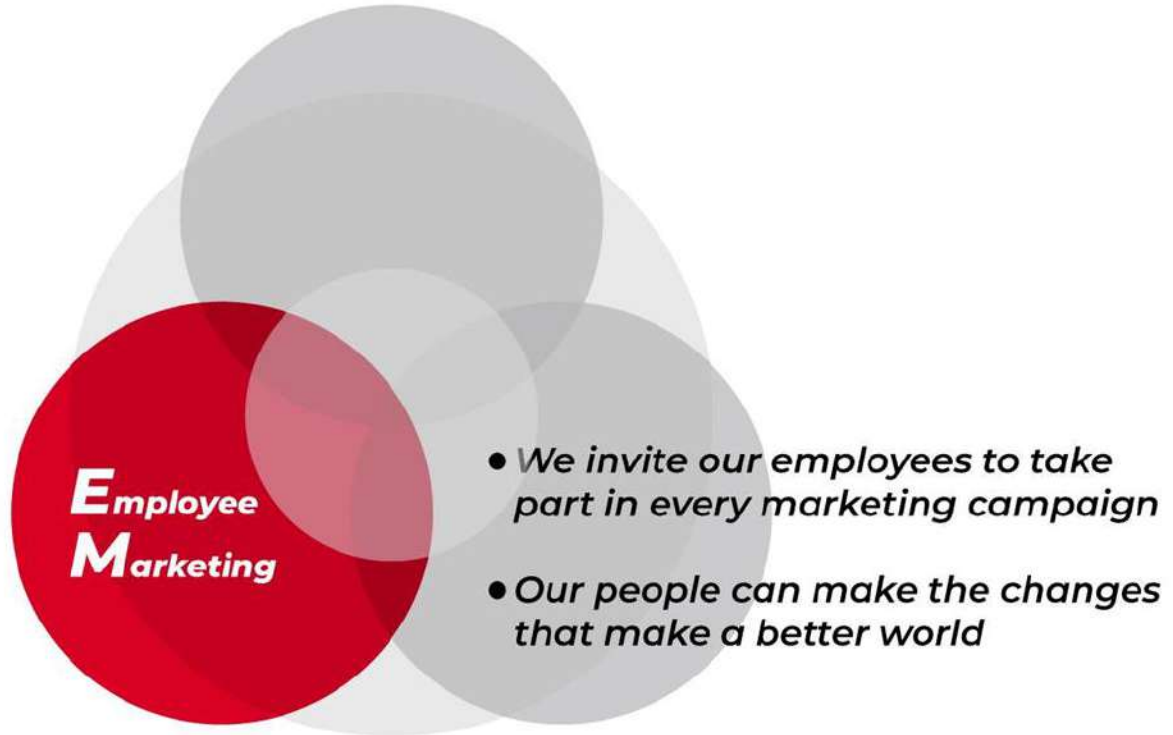 Employee
Marketing
• We invite our employees to take
part in every marketing campaign
• Our people can make the changes
that make a better world